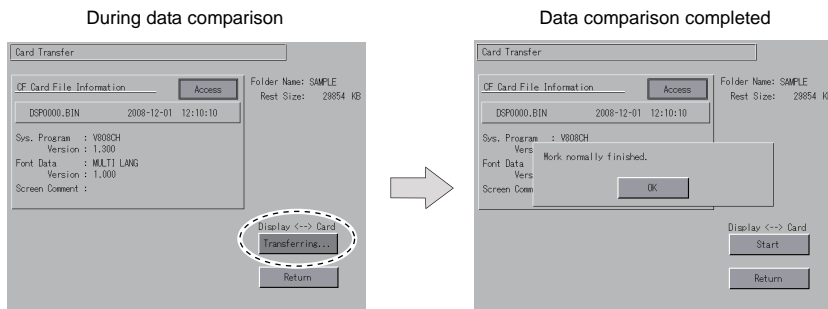 During data comparison
Card Transfer
CF Card File Information
Access
Folder Name: SAMPLE
Rest Size: 29854 KB
DSP0000.BIN 2008-12-01 12:10:10
Sys. Program : V808CH
Version : 1.300
Font Data : MULTI LANG
Version : 1.000
Screen Comment :
Display <--> Card
Transferring...
Return
Data comparison completed
Card Transfer
CF Card File Information
Access
Folder Name: SAMPLE
Rest Size: 29854
DSP0000.BIN 2008-12-01 12:10:10
Sys. Program : V808CH
Vers
Work normally finished.
Font Data
Vers
OK
Screen Comm
Display <--> Card
Start
Return